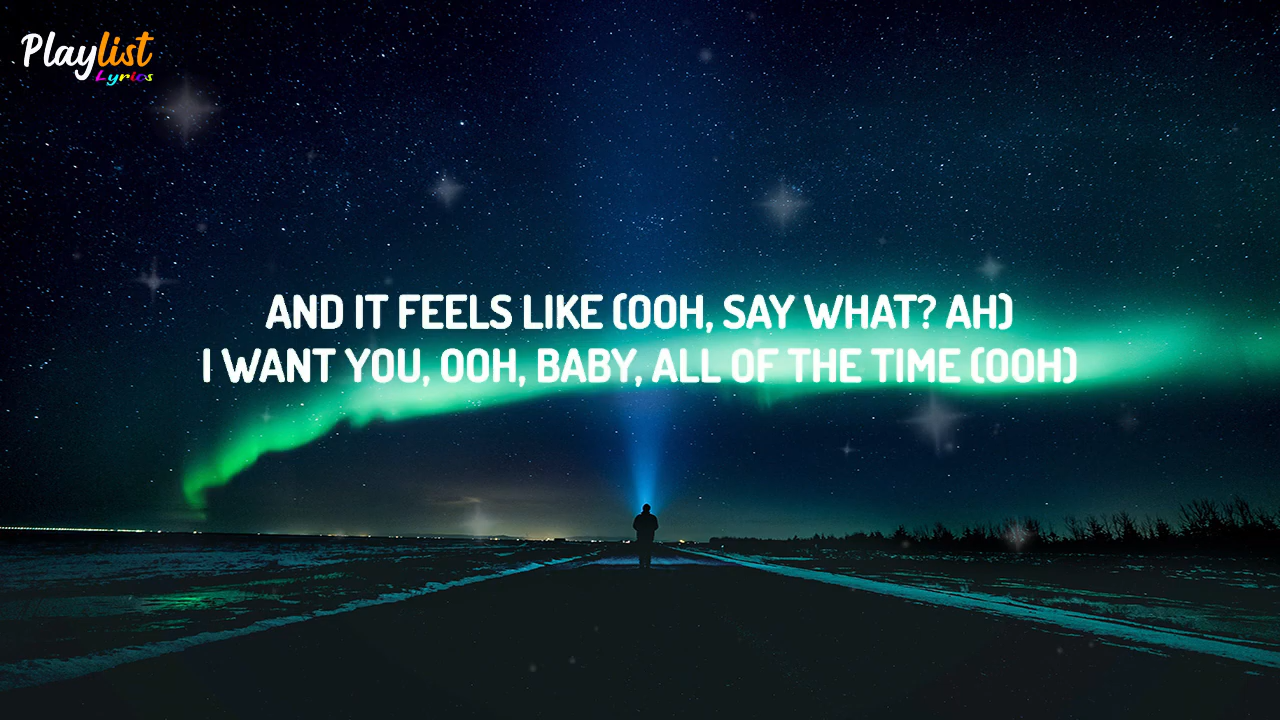 Playlist
Lyrics
AND IT FEELS LIKE (OOH, SAY WHAT? AH)
I WANT YOU, OOH, BABY, ALL OF THE TIME (OOH)